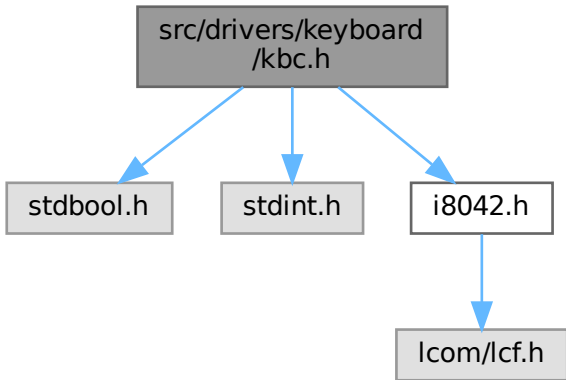 src/drivers/keyboard
/kbc.h
stdbool.h
stdint.h
i8042.h
lcom/lcf.h